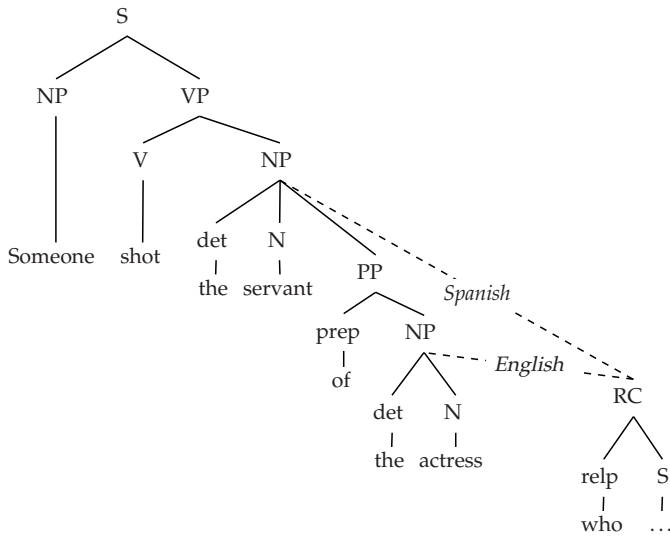 S
NP VP
V NP
Someone shot det N PP
the servant Spanish
prep NP
of English RC
det N
the actress relp S
who ...